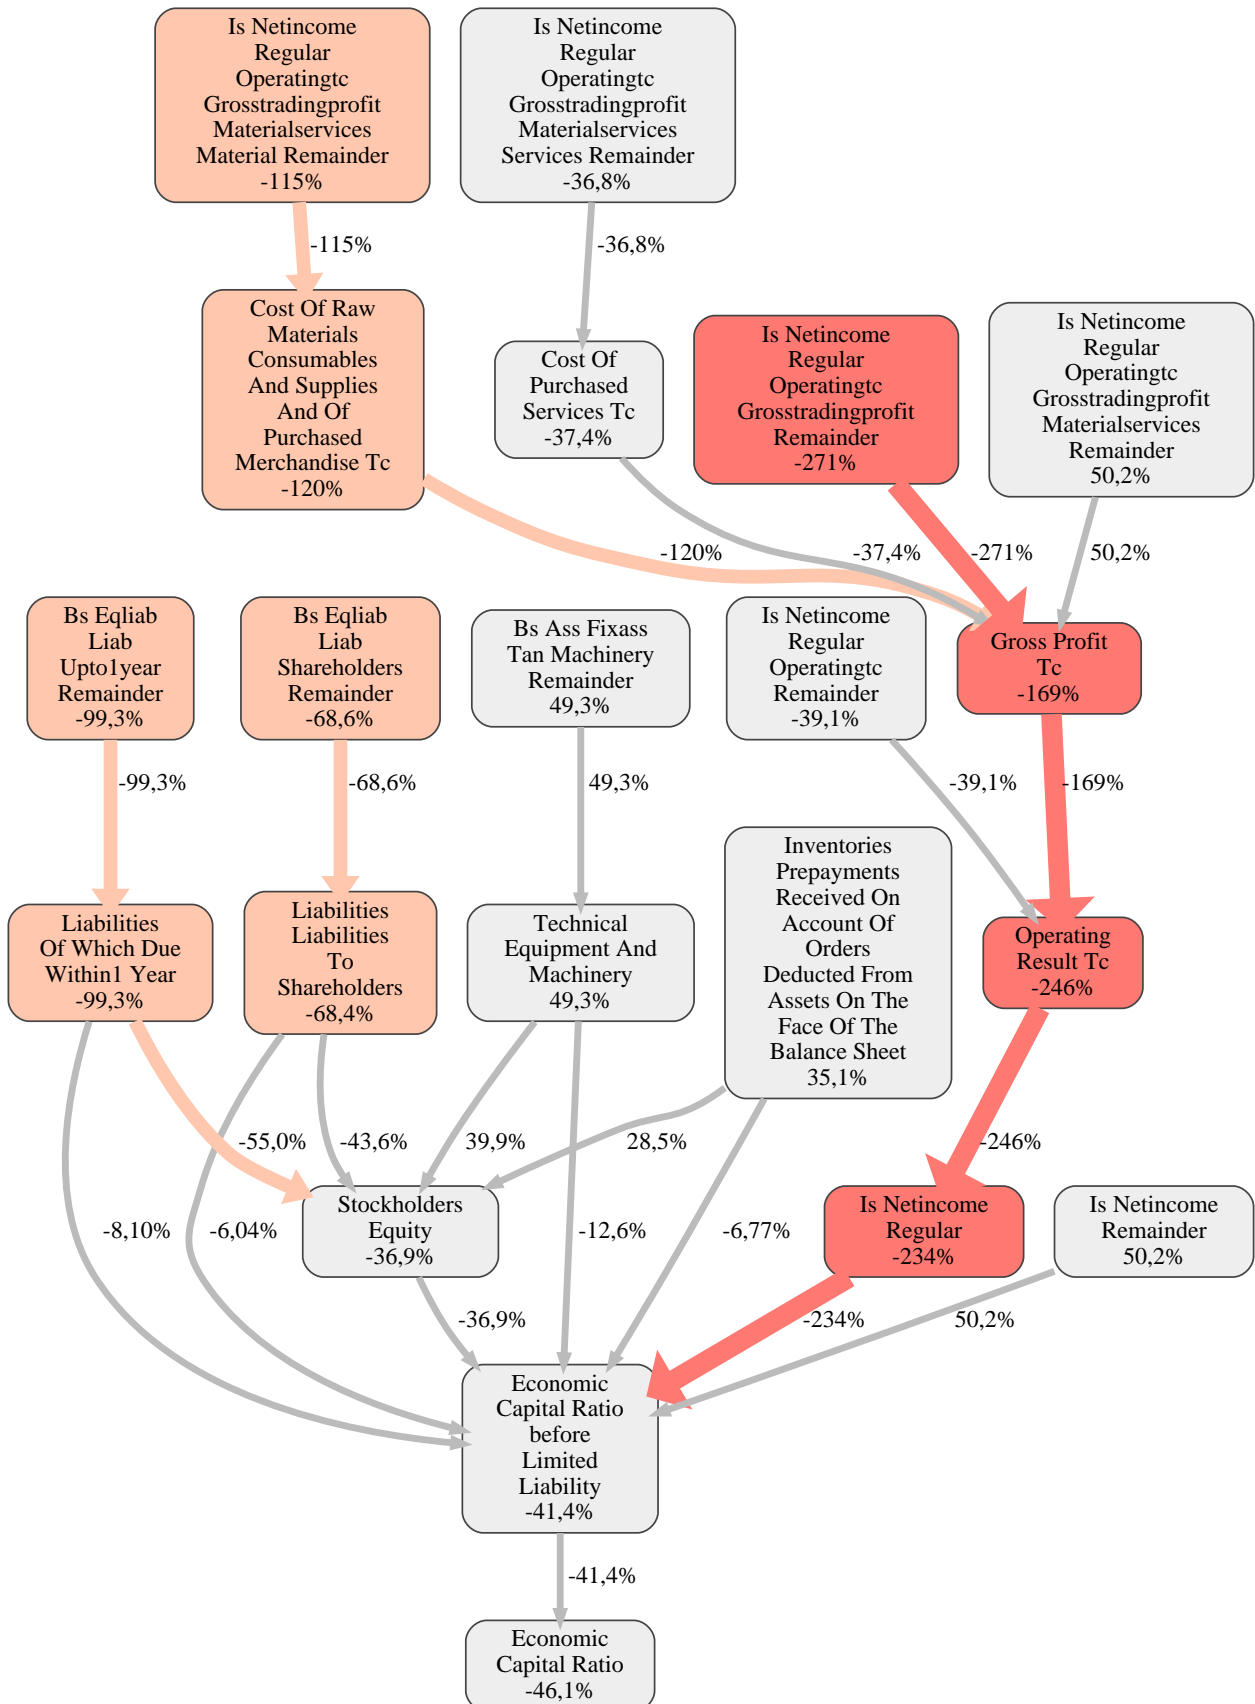 Is Netincome
Regular
Operatingtc
Grosstradingprofit
Materialservices
Material Remainder
-115%
Is Netincome
Regular
Operatingtc
Grosstradingprofit
Materialservices
Services Remainder
-36,8%
-115%
-36,8%
Cost Of Raw
Materials
Consumables
And Supplies
And Of
Purchased
Merchandise Tc
-120%
Cost Of
Purchased
Services Tc
-37,4%
Is Netincome
Regular
Operatingtc
Grosstradingprofit
Remainder
-271%
Is Netincome
Regular
Operatingtc
Grosstradingprofit
Materialservices
Remainder
50,2%
-120%
-37,4%
-271%
50,2%
Bs Eqliab
Liab
Upto1year
Remainder
-99,3%
Bs Eqliab
Liab
Shareholders
Remainder
-68,6%
Bs Ass Fixass
Tan Machinery
Remainder
49,3%
Is Netincome
Regular
Operatingtc
Remainder
-39,1%
Gross Profit
Tc
-169%
-99,3%
-68,6%
49,3%
-39,1%
-169%
Liabilities
Of Which Due
Within1 Year
-99,3%
Liabilities
Liabilities
To
Shareholders
-68,4%
Technical
Equipment And
Machinery
49,3%
Inventories
Prepayments
Received On
Account Of
Orders
Deducted From
Assets On The
Face Of The
Balance Sheet
35,1%
Operating
Result Tc
-246%
-55,0%
-43,6%
39,9%
28,5%
-246%
Stockholders
Equity
-36,9%
Is Netincome
Regular
-234%
Is Netincome
Remainder
50,2%
-8,10%
-6,04%
-12,6%
-6,77%
-36,9%
-234%
50,2%
Economic
Capital Ratio
before
Limited
Liability
-41,4%
-41,4%
Economic
Capital Ratio
-46,1%